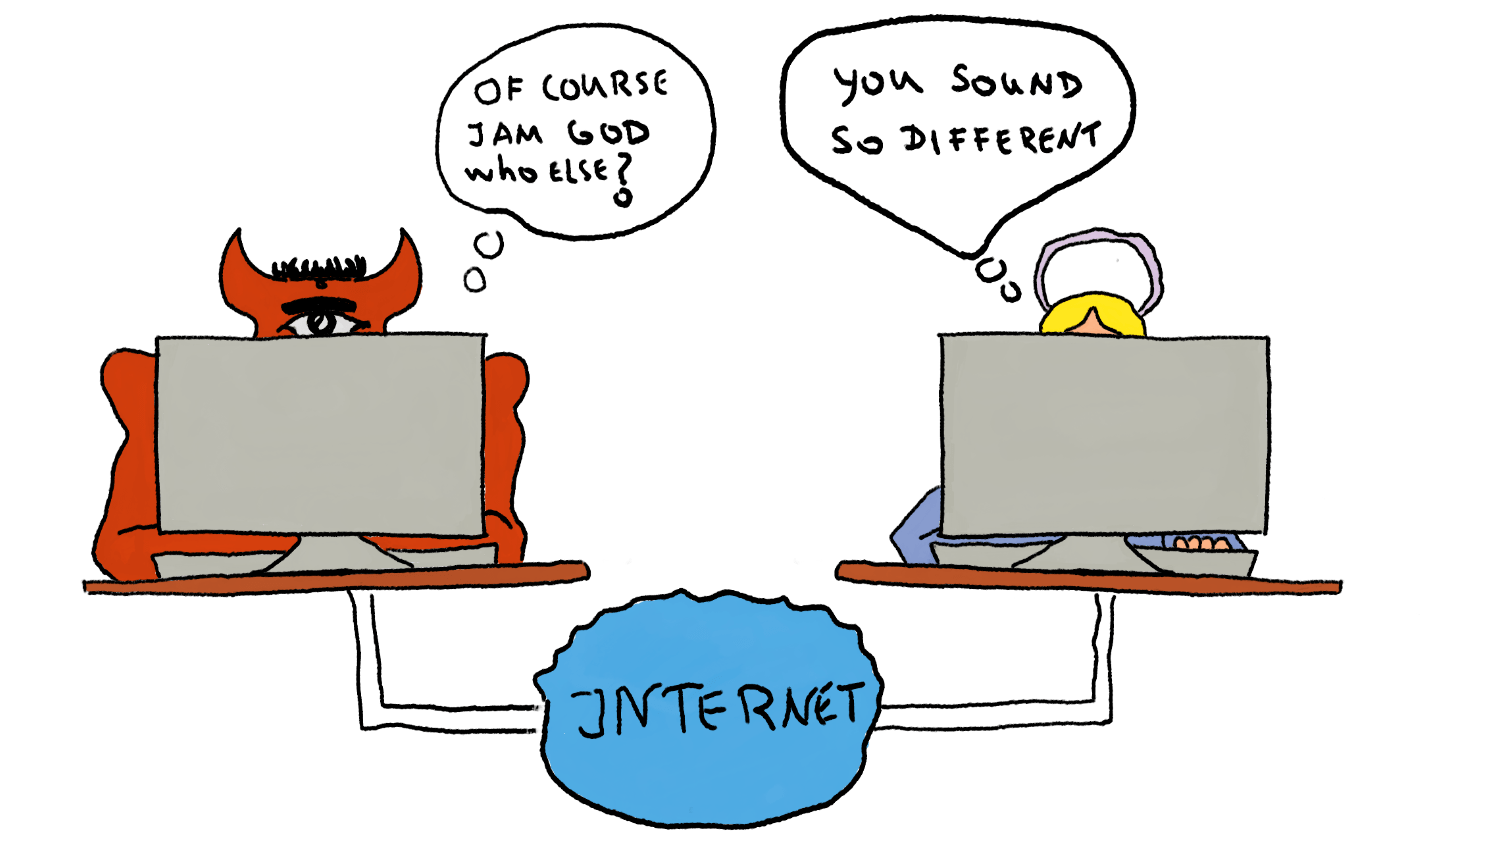 OF COURSE
JAM GOD
whO ELSE?
YOU SOUND
SO DIFFERENT
JNTERNET